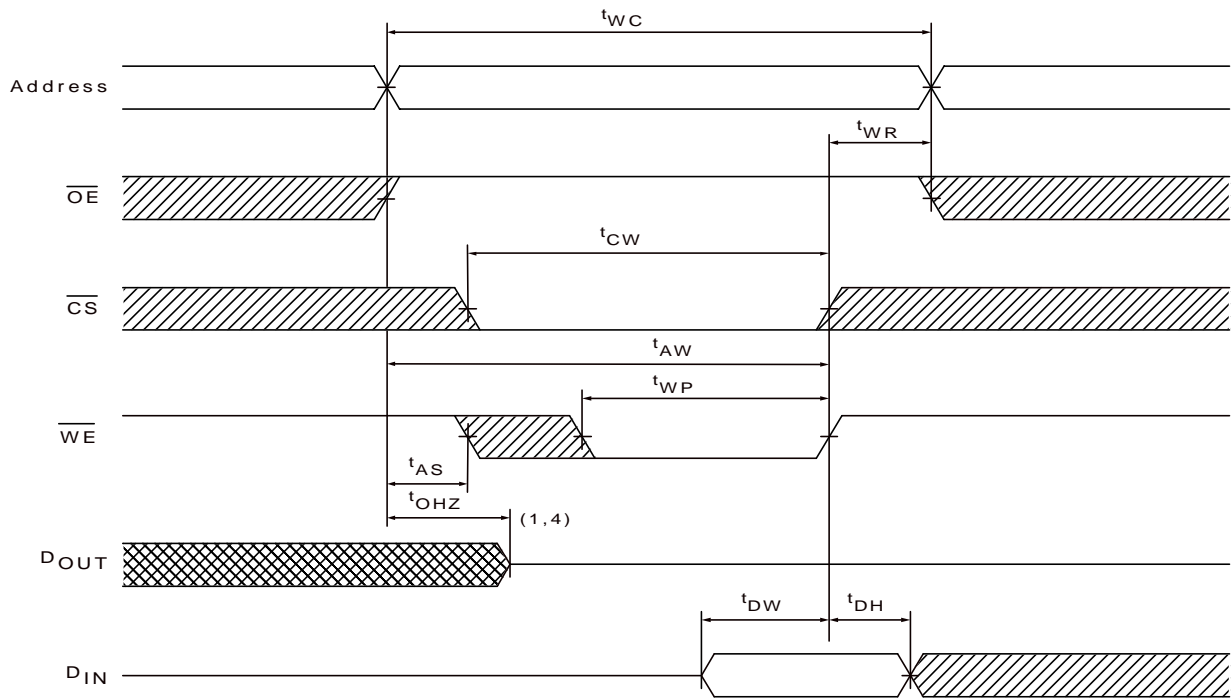 tWC
Address
tWR
OE
tCW
CS
tAW
tWP
WE
tAS
tOHZ (1,4)
DOUT
tDW tDH
DIN